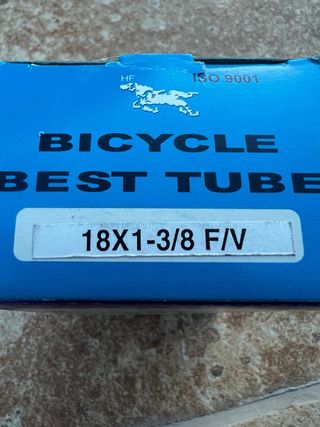 HF
ISO 9001
BICYCLE
BEST TUBE
18X1-3/8 F/V